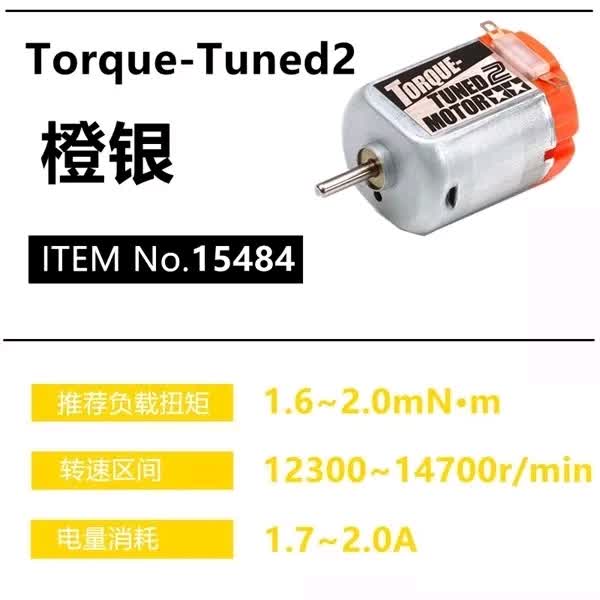 Torque-Tuned2
橙银
ITEM No.15484
TORQUE-
TUNED 2
MOTOR
推荐负载扭矩 1.6~2.0mN•m
转速区间 12300~14700r/min
电量消耗 1.7~2.0A